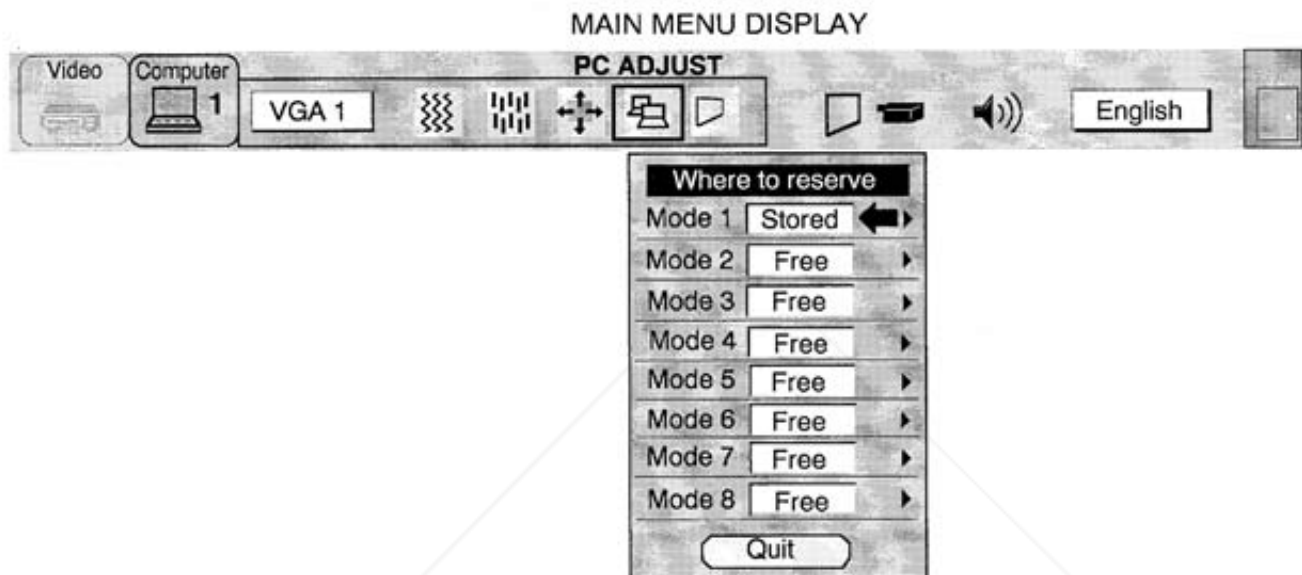 MAIN MENU DISPLAY
PC ADJUST
Video
Computer
1
VGA 1
English
Where to reserve
Mode 1 Stored
Mode 2 Free
Mode 3 Free
Mode 4 Free
Mode 5 Free
Mode 6 Free
Mode 7 Free
Mode 8 Free
Quit